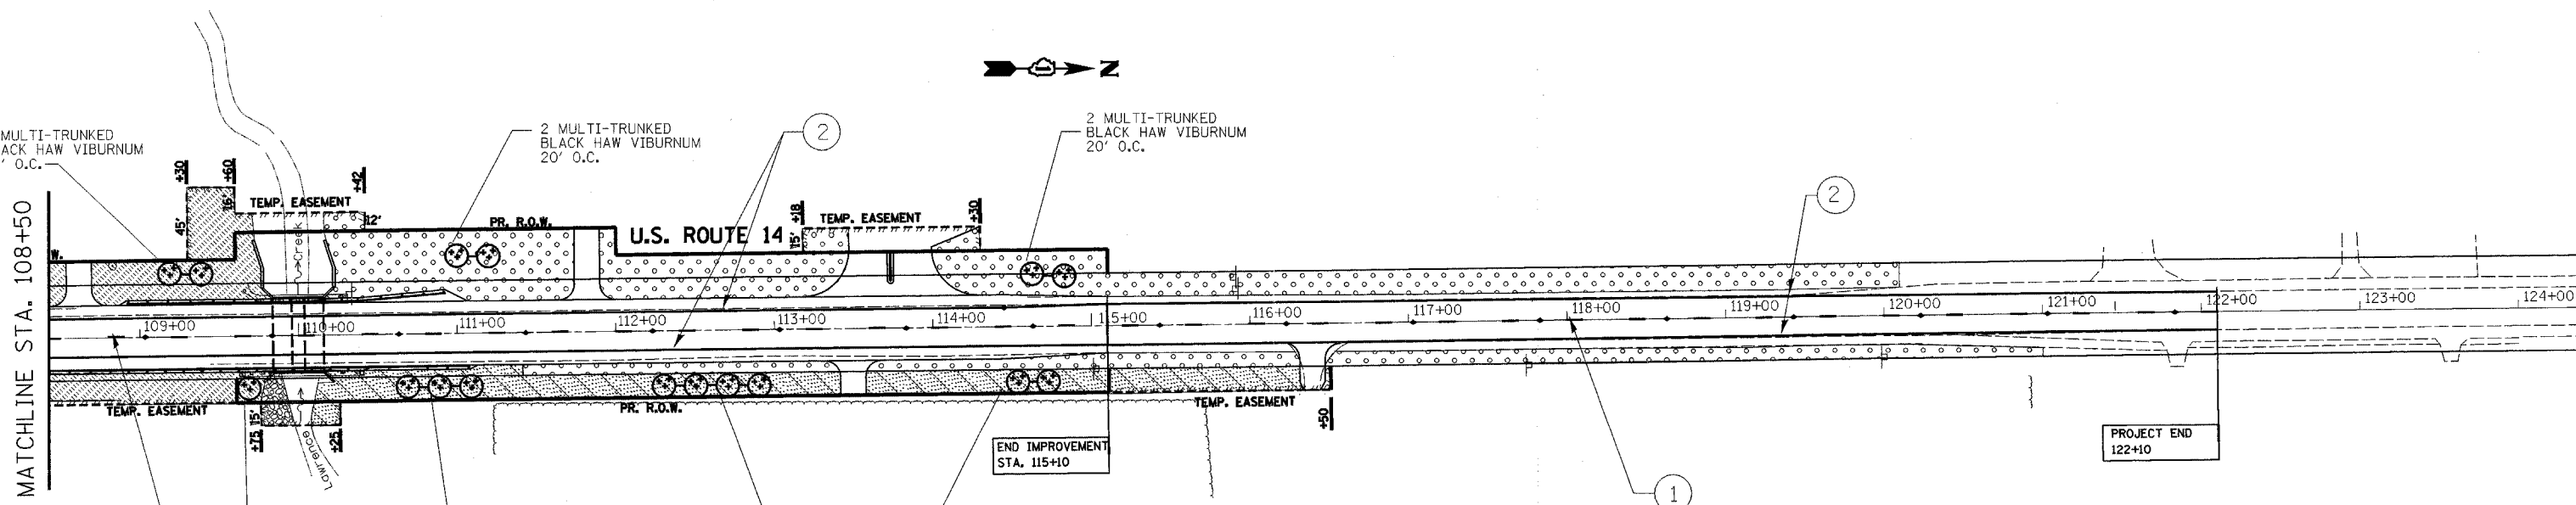 MATCHLINE STA. 108+50
MULTI-TRUNKED
ACK HAW VIBURNUM
' O.C.
2 MULTI-TRUNKED
BLACK HAW VIBURNUM
20' O.C.
2
2 MULTI-TRUNKED
BLACK HAW VIBURNUM
20' O.C.
N
2
+30
+60
+42
45'
16'
TEMP. EASEMENT
12'
PR. R.O.W.
U.S. ROUTE 14
15'
+18
TEMP. EASEMENT
+30
W.
Creek
109+00
110+00
111+00
112+00
113+00
114+00
115+00
116+00
117+00
118+00
119+00
120+00
121+00
122+00
123+00
124+00
TEMP. EASEMENT
+75
15'
+25
Lawrence
PR. R.O.W.
TEMP. EASEMENT
+50
END IMPROVEMENT
STA. 115+10
PROJECT END
122+10
1